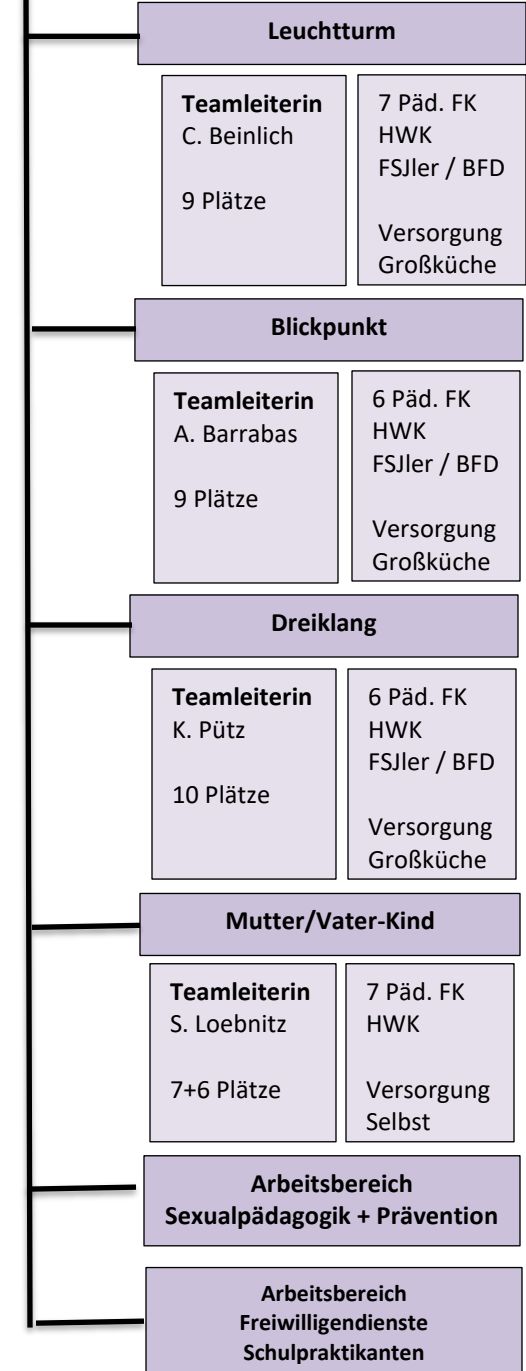 Leuchtturm
Teamleiterin
C. Beinlich
9 Plätze
7 Päd. FK
HWK
FSJler / BFD
Versorgung
Großküche
Blickpunkt
Teamleiterin
A. Barrabas
9 Plätze
6 Päd. FK
HWK
FSJler / BFD
Versorgung
Großküche
Dreiklang
Teamleiterin
K. Pütz
10 Plätze
6 Päd. FK
HWK
FSJler / BFD
Versorgung
Großküche
Mutter/Vater-Kind
Teamleiterin
S. Loebnitz
7+6 Plätze
7 Päd. FK
HWK
Versorgung
Selbst
Arbeitsbereich
Sexualpädagogik + Prävention
Arbeitsbereich
Freiwilligendienste
Schulpraktikanten